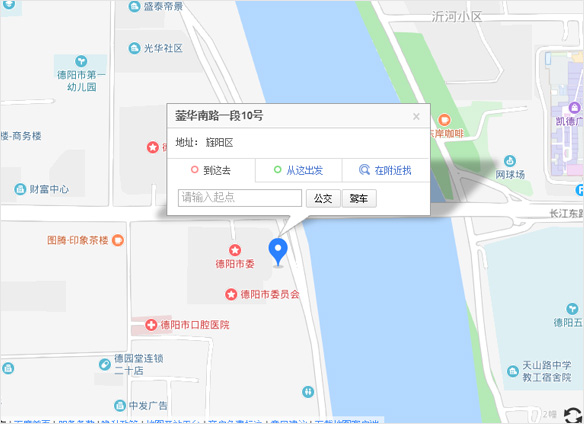 盛泰帝景
沂河小区
光华社区
德阳市第一
幼儿园
楼-商务楼
财富中心
蓥华南路一段10号
地址： 旌阳区
到这去
从这出发
在附近找
请输入起点
公交
驾车
东岸咖啡
凯德广
网球场
长江东路
图腾-印象茶楼
德阳市委
德阳市委员会
德阳市口腔医院
德园堂连锁
二十店
中发广告
德阳五
天山路中学
教工宿舍院
2幢